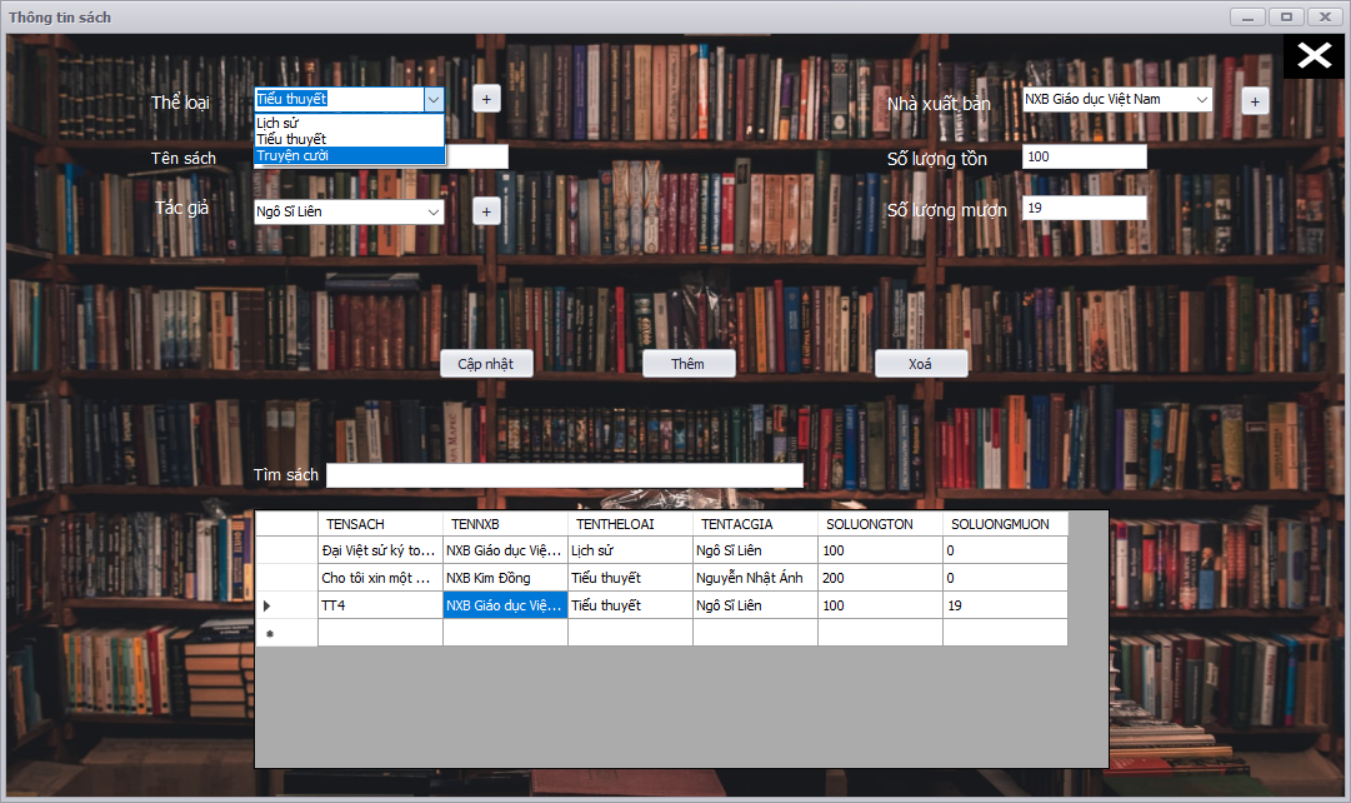 Thông tin sách
Thể loại
Tiểu thuyết
+
Nhà xuất bản
NXB Giáo dục Việt Nam
+
Lịch sử
Tiểu thuyết
Truyện cười
Tên sách
Số lượng tồn
100
Tác giả
Ngô Sĩ Liên
+
Số lượng mượn
19
Cập nhật
Thêm
Xoá
Tìm sách
TENSACH TENNXB TENTHELOAI TENTACGIA SOLUONGTON SOLUONGMUON
Đại Việt sử ký to... NXB Giáo dục Việ... Lịch sử Ngô Sĩ Liên 100 0
Cho tôi xin một ... NXB Kim Đồng Tiểu thuyết Nguyễn Nhật Ánh 200 0
TT4 NXB Giáo dục Việ... Tiểu thuyết Ngô Sĩ Liên 100 19